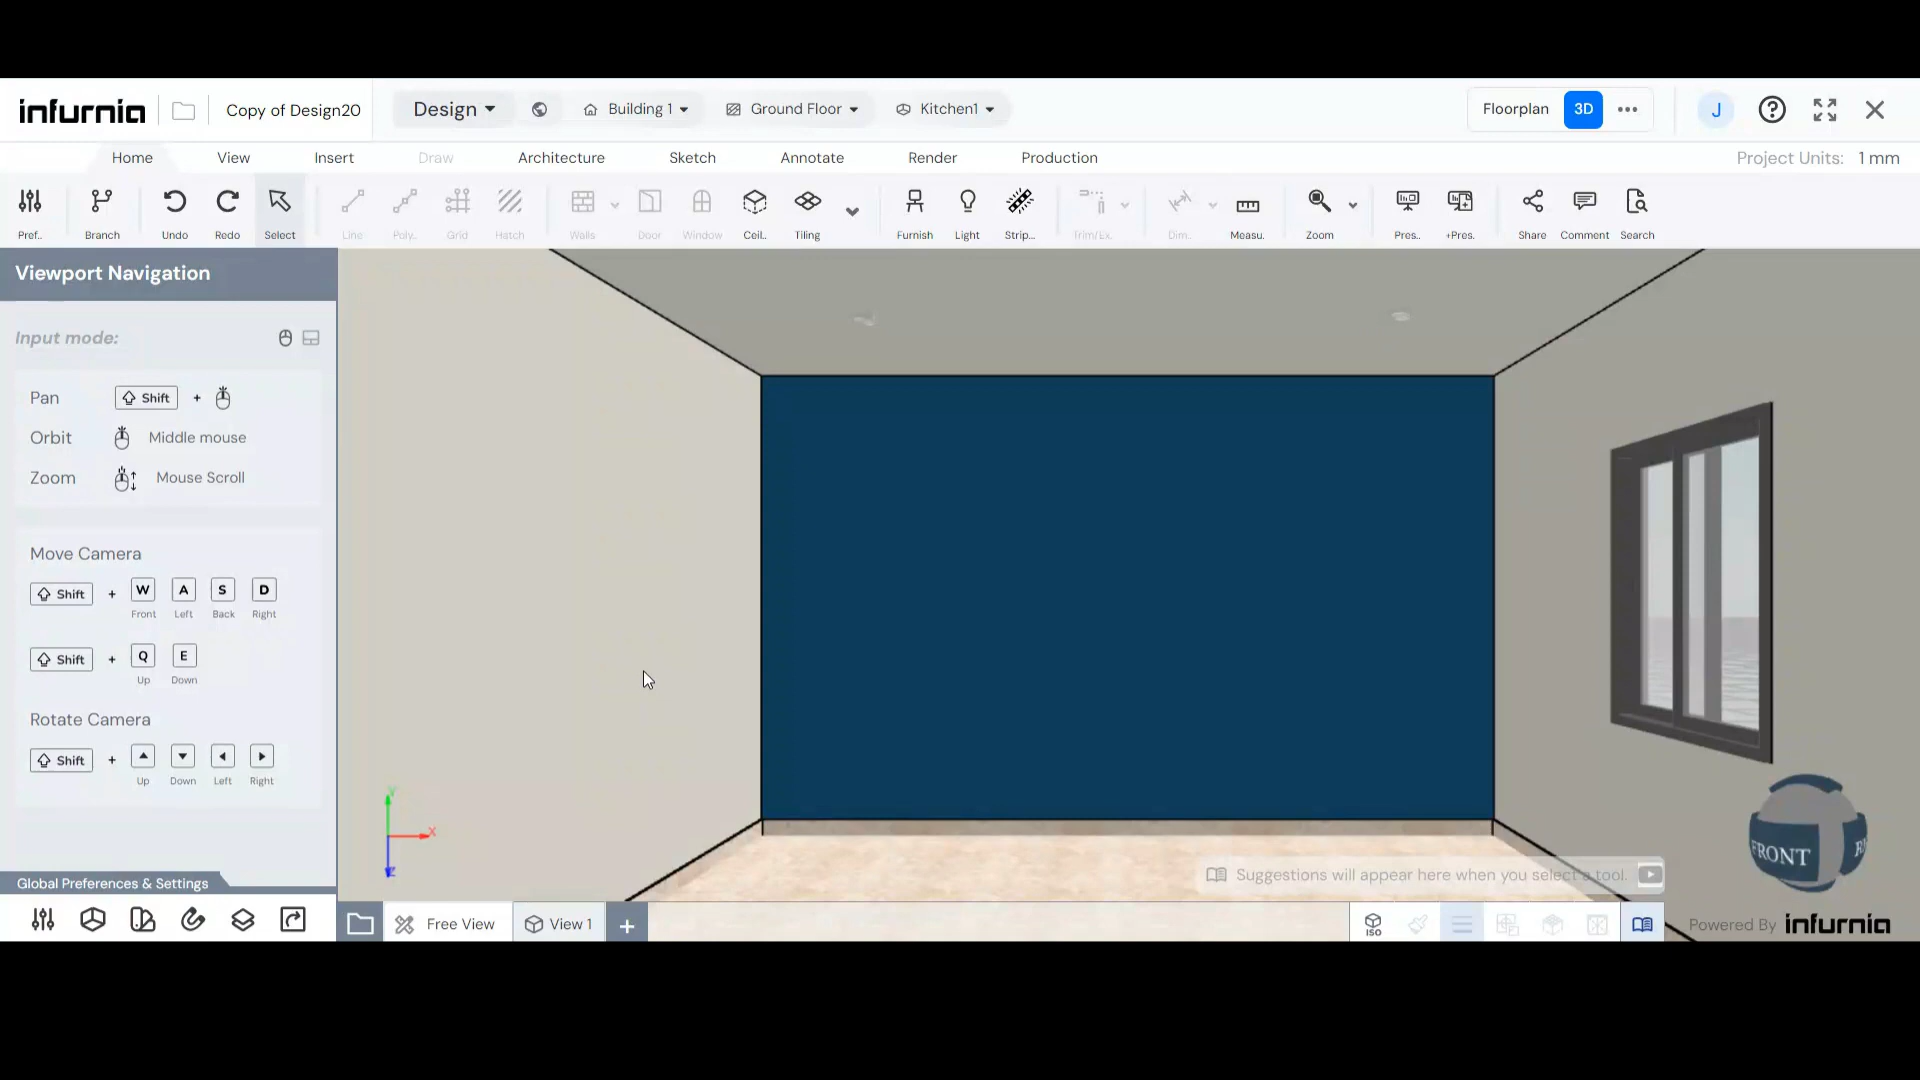 infurnia
Copy of Design20
Design
Building 1
Ground Floor
Kitchen1
Floorplan
3D
J
Home
View
Insert
Draw
Architecture
Sketch
Annotate
Render
Production
Project Units: 1 mm
Pref..
Branch
Undo
Redo
Select
Line
Poly..
Grid
Hatch
Walls
Door
Window
Ceil..
Tiling
Furnish
Light
Strip...
Trim/Ex.
Dim..
Measu.
Zoom
Pres..
+Pres.
Share
Comment
Search
Viewport Navigation
Input mode:
Pan Shift +
Orbit Middle mouse
Zoom Mouse Scroll
Move Camera
Shift + W A S D
Front Left Back Right
Shift + Q E
Up Down
Rotate Camera
Shift +
Up Down Left Right
Y
X
Z
FRONT
Suggestions will appear here when you select a tool.
Global Preferences & Settings
Free View
View 1
+
ISO
Powered By infurnia